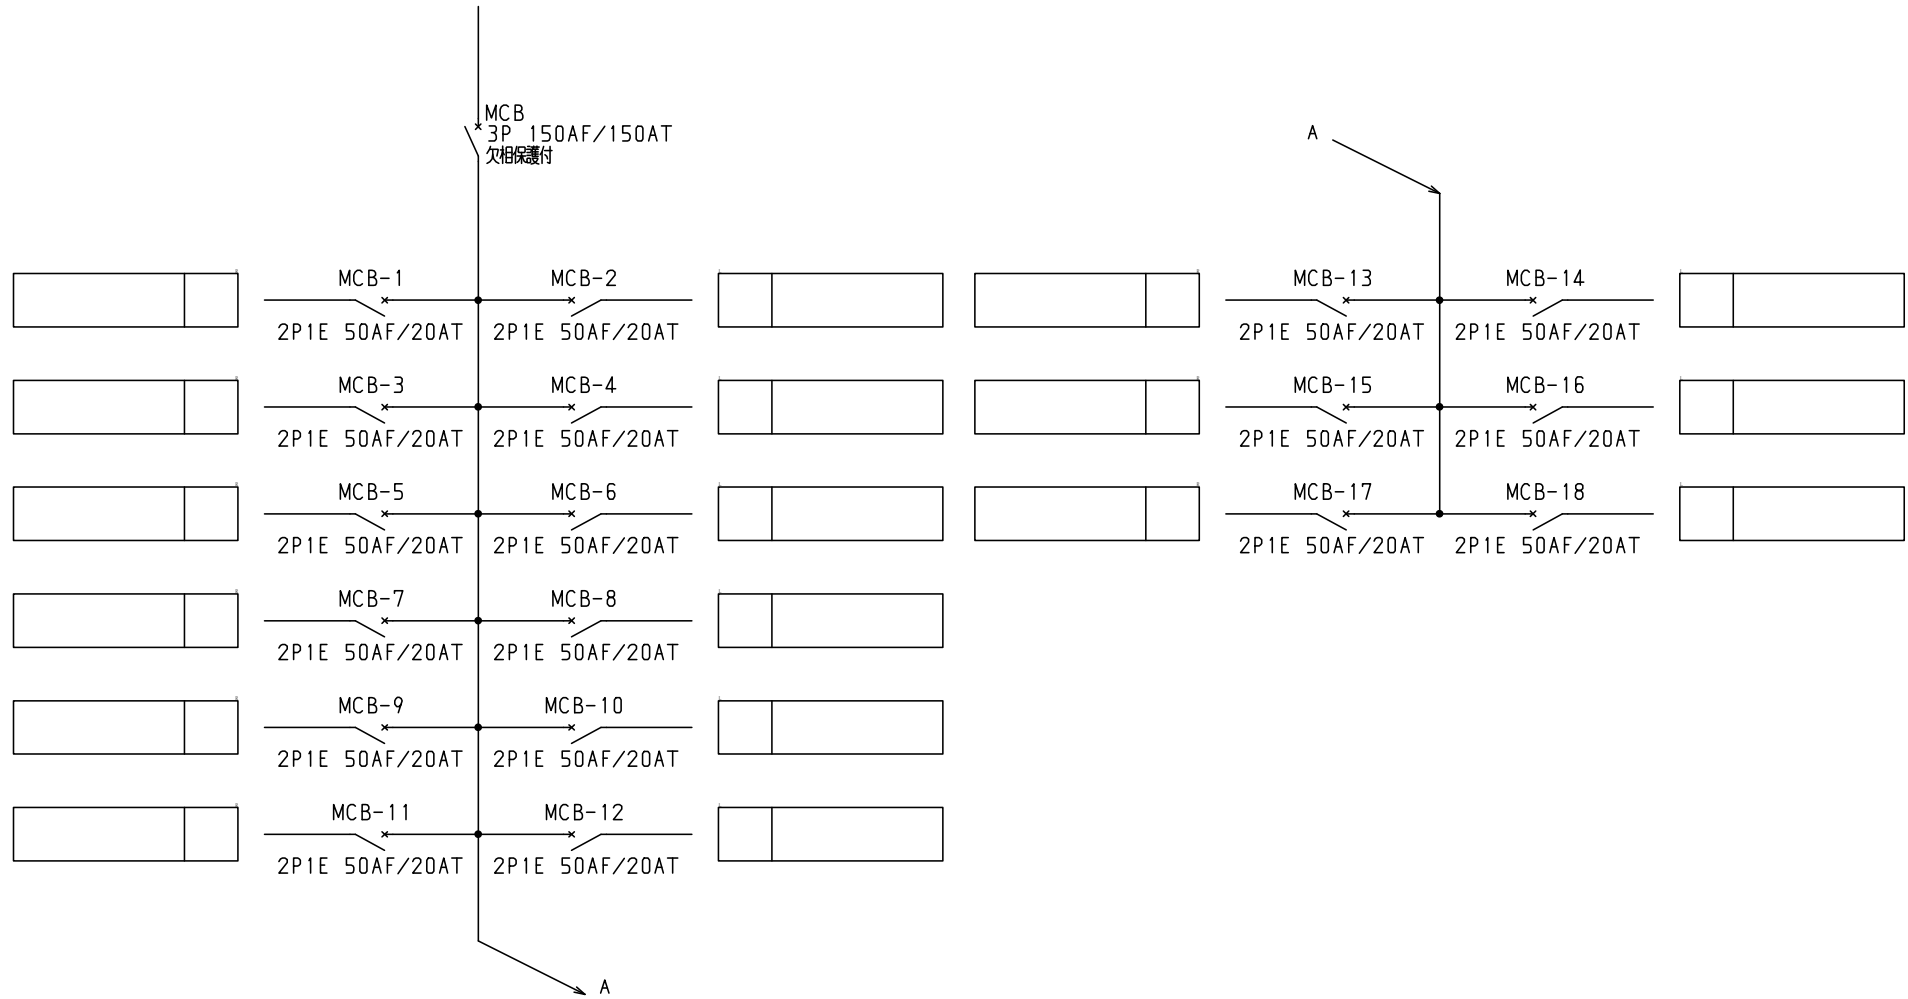 MCB
3P 150AF/150AT
欠相保護付
MCB-1
2P1E 50AF/20AT
MCB-2
2P1E 50AF/20AT
MCB-3
2P1E 50AF/20AT
MCB-4
2P1E 50AF/20AT
MCB-5
2P1E 50AF/20AT
MCB-6
2P1E 50AF/20AT
MCB-7
2P1E 50AF/20AT
MCB-8
2P1E 50AF/20AT
MCB-9
2P1E 50AF/20AT
MCB-10
2P1E 50AF/20AT
MCB-11
2P1E 50AF/20AT
MCB-12
2P1E 50AF/20AT
A
A
MCB-13
2P1E 50AF/20AT
MCB-14
2P1E 50AF/20AT
MCB-15
2P1E 50AF/20AT
MCB-16
2P1E 50AF/20AT
MCB-17
2P1E 50AF/20AT
MCB-18
2P1E 50AF/20AT